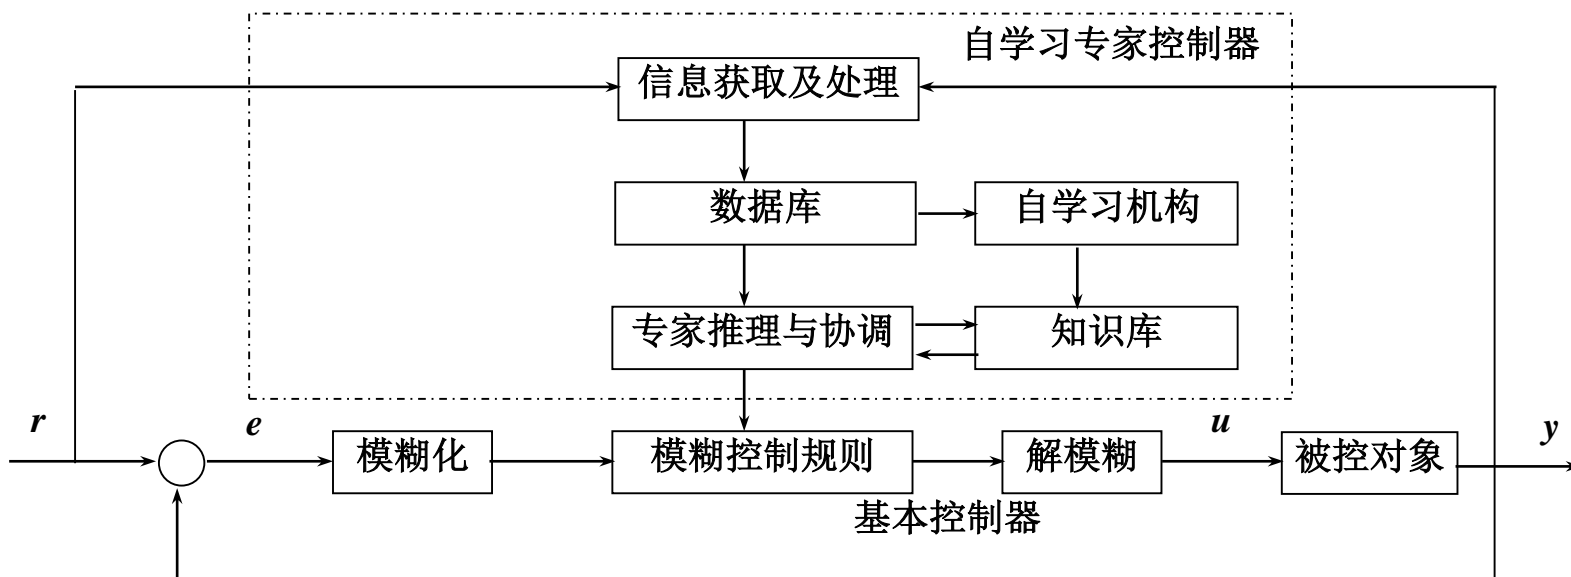 自学习专家控制器
信息获取及处理
数据库
自学习机构
专家推理与协调
知识库
r
e
u
y
模糊化
模糊控制规则
解模糊
被控对象
基本控制器